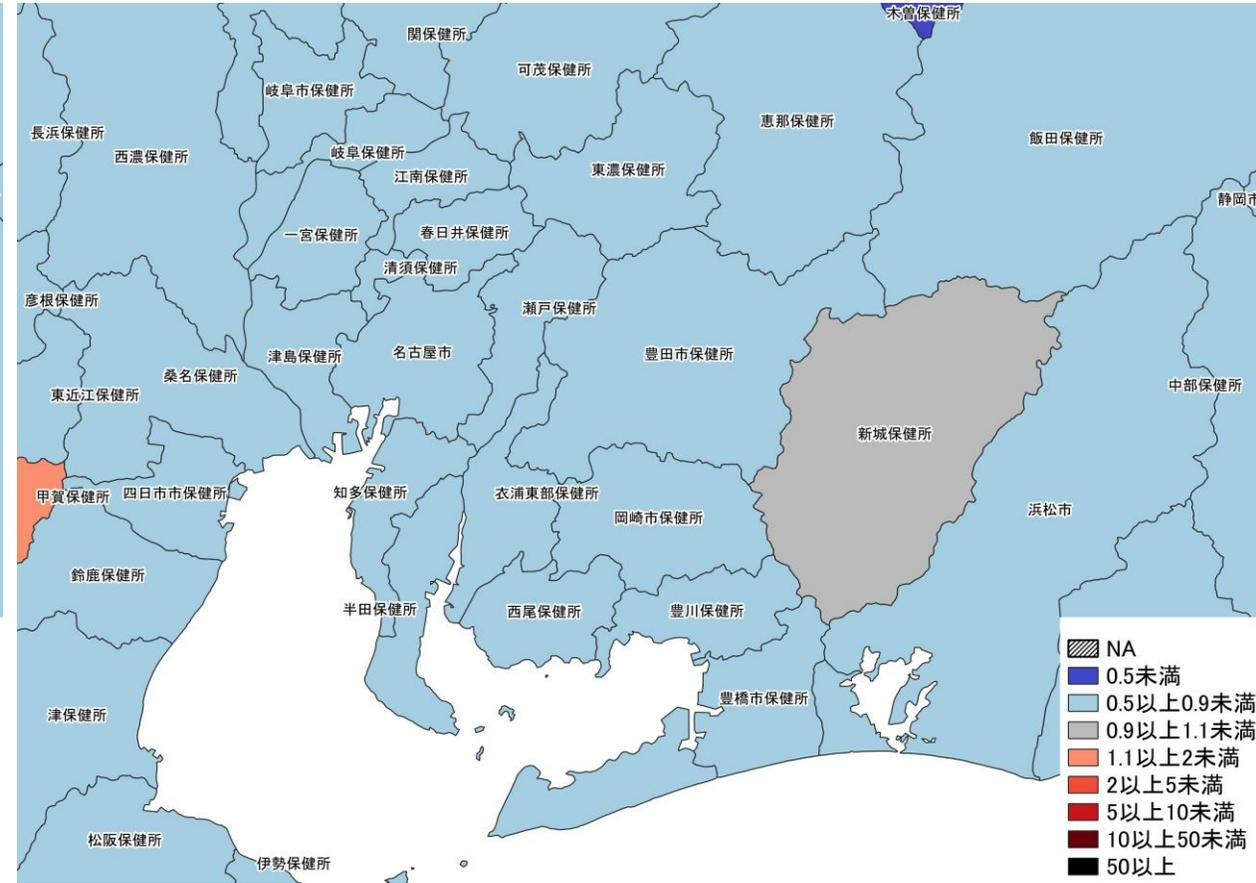 木曽保健所
関保健所
可茂保健所
岐阜市保健所
恵那保健所
長浜保健所
飯田保健所
西濃保健所
岐阜保健所
東濃保健所
江南保健所
静岡市
一宮保健所
春日井保健所
清須保健所
彦根保健所
瀬戸保健所
津島保健所
名古屋市
豊田市保健所
桑名保健所
中部保健所
東近江保健所
新城保健所
甲賀保健所
四日市市保健所
知多保健所
衣浦東部保健所
浜松市
岡崎市保健所
鈴鹿保健所
半田保健所
西尾保健所
豊川保健所
豊橋市保健所
津保健所
松阪保健所
伊勢保健所
NA
0.5未満
0.5以上0.9未満
0.9以上1.1未満
1.1以上2未満
2以上5未満
5以上10未満
10以上50未満
50以上